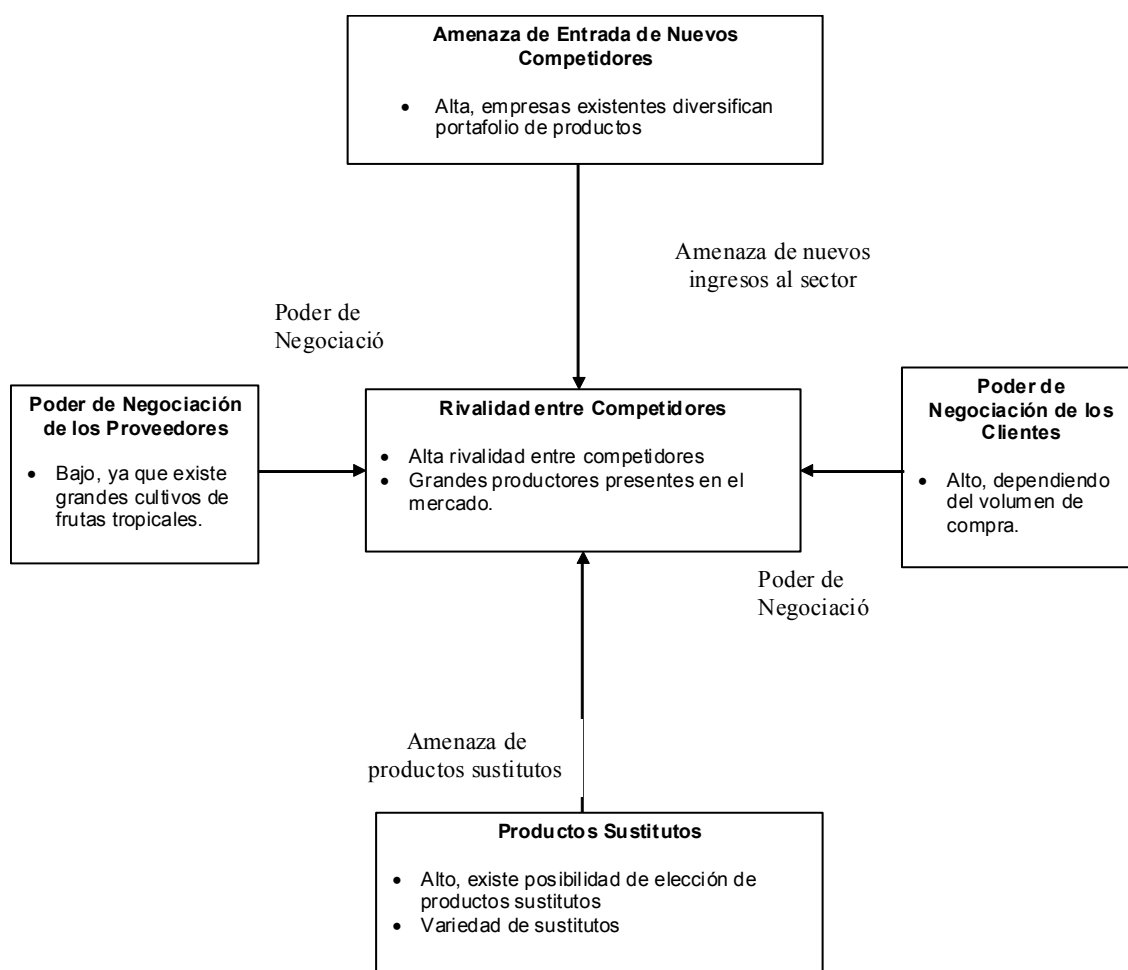 Amenaza de Entrada de Nuevos
Competidores
• Alta, empresas existentes diversifican
portafolio de productos
Amenaza de nuevos
ingresos al sector
Poder de
Negociació
Poder de Negociación
de los Proveedores
• Bajo, ya que existe
grandes cultivos de
frutas tropicales.
Rivalidad entre Competidores
• Alta rivalidad entre competidores
• Grandes productores presentes en el
mercado.
Poder de
Negociación de los
Clientes
• Alto, dependiendo
del volumen de
compra.
Poder de
Negociació
Amenaza de
productos sustitutos
Productos Sustitutos
• Alto, existe posibilidad de elección de
productos sustitutos
• Variedad de sustitutos